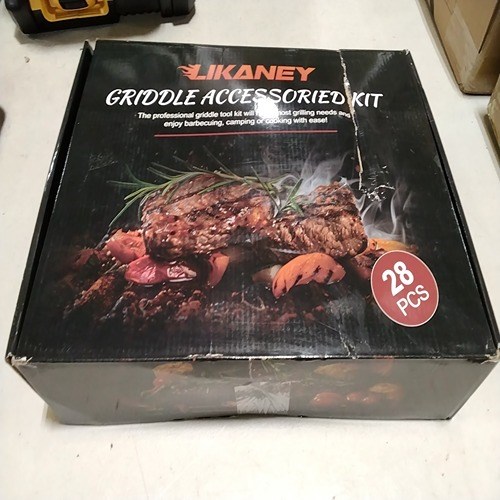 LIKANEY
GRIDDLE ACCESSORIED KIT
The professional griddle tool kit will most grilling needs and
enjoy barbecuing, camping or cooking with ease!
28
PCS